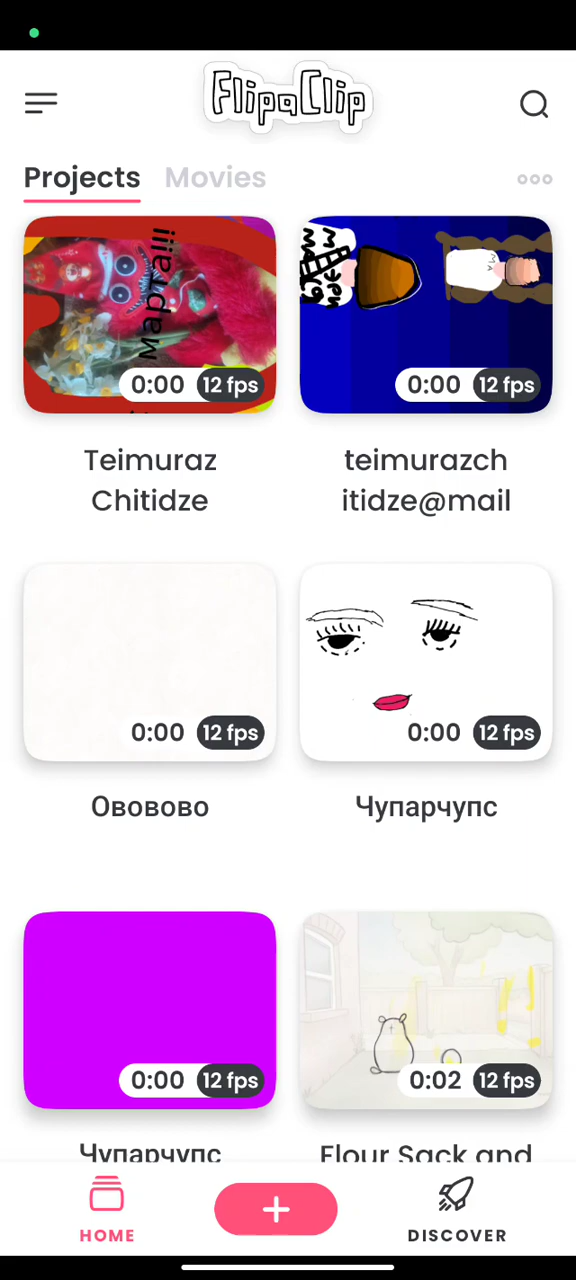 FlipaClip
Projects Movies
марта!!!
0:00 12 fps
0:00 12 fps
Teimuraz
Chitidze
teimurazch
itidze@mail
0:00 12 fps
0:00 12 fps
Овововo
Чупарчупс
0:00 12 fps
0:02 12 fps
Чупарчупс
Flour Sack and
HOME
DISCOVER